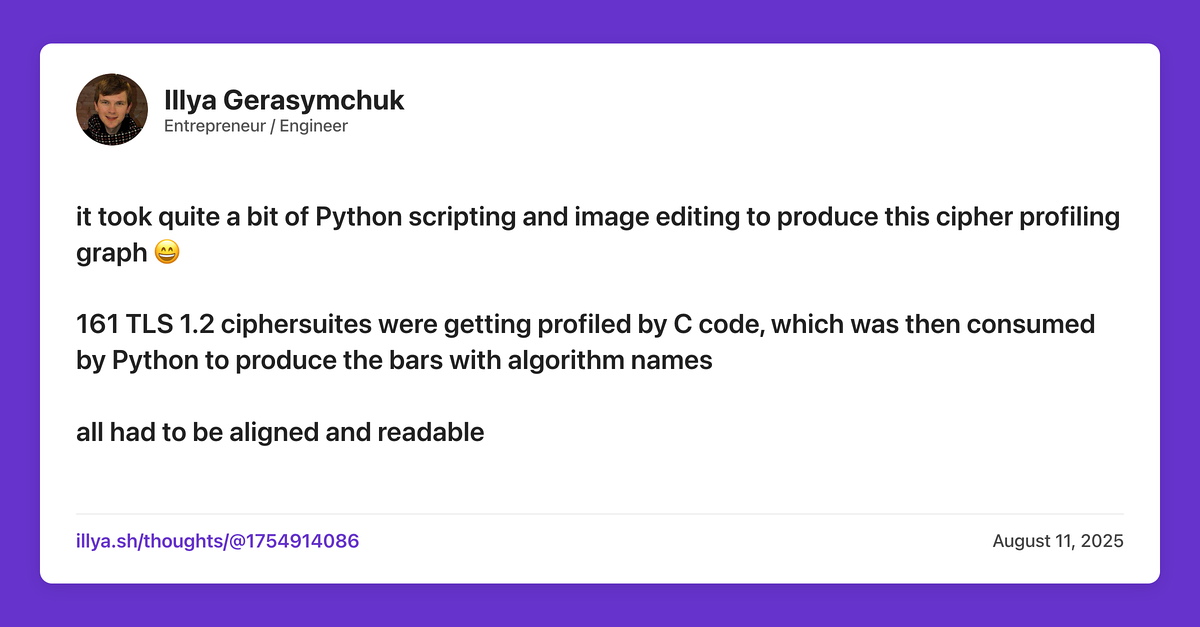 Illya Gerasymchuk
Entrepreneur / Engineer
it took quite a bit of Python scripting and image editing to produce this cipher profiling
graph 😄
161 TLS 1.2 ciphersuites were getting profiled by C code, which was then consumed
by Python to produce the bars with algorithm names
all had to be aligned and readable
illya.sh/thoughts/@1754914086
August 11, 2025